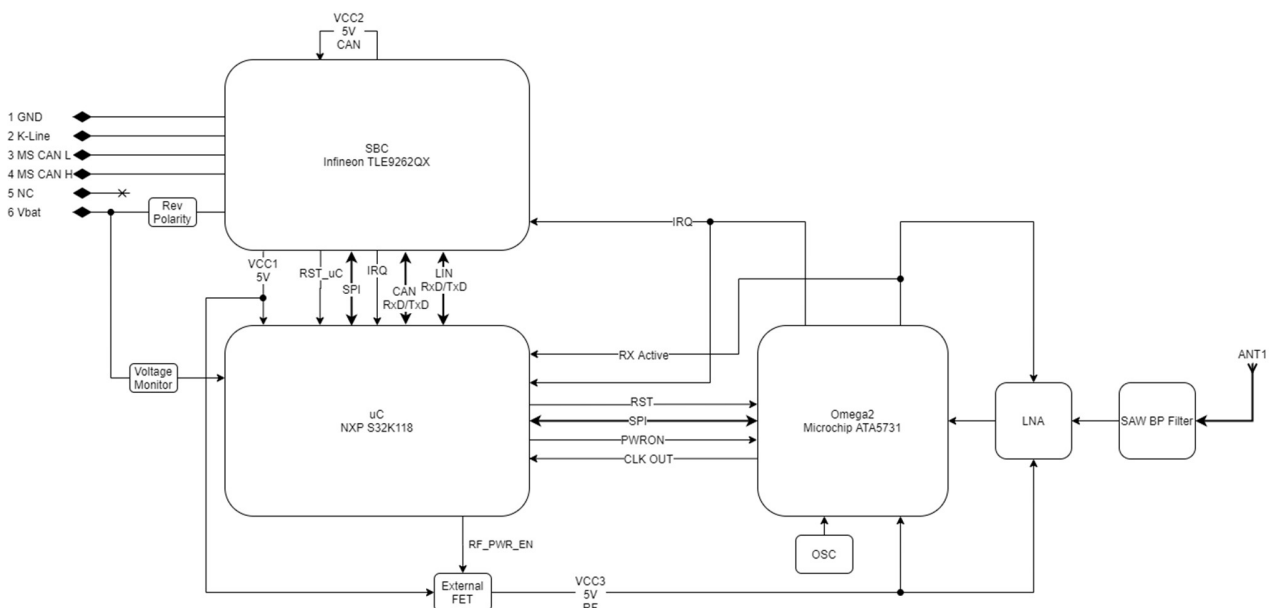 VCC2
5V
CAN
1 GND
2 K-Line
3 MS CAN L
4 MS CAN H
5 NC
6 Vbat
Rev
Polarity
SBC
Infineon TLE9262QX
IRQ
VCC1
5V
RST_uC
SPI
IRQ
CAN
RxD/TxD
LIN
RxD/TxD
Voltage
Monitor
uC
NXP S32K118
RX Active
RST
SPI
PWRON
CLK OUT
Omega2
Microchip ATA5731
LNA
SAW BP Filter
ANT1
OSC
RF_PWR_EN
External
FET
VCC3
5V
RF